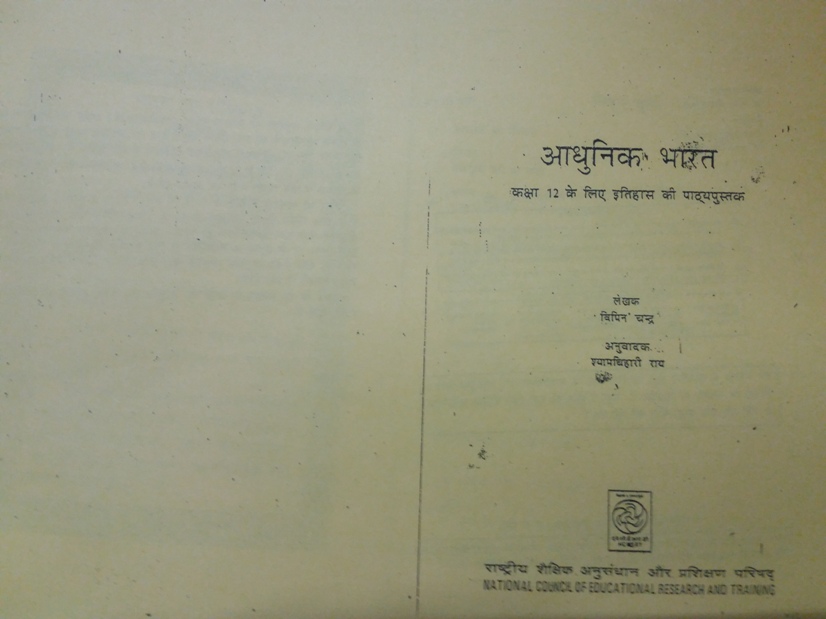 आधुनिक भारत
कक्षा 12 के लिए इतिहास की पाठ्यपुस्तक
लेखक
बिपिन चन्द्र
अनुवादक
श्यामबिहारी राय
राष्ट्रीय शैक्षिक अनुसंधान और प्रशिक्षण परिषद्
NATIONAL COUNCIL OF EDUCATIONAL RESEARCH AND TRAINING